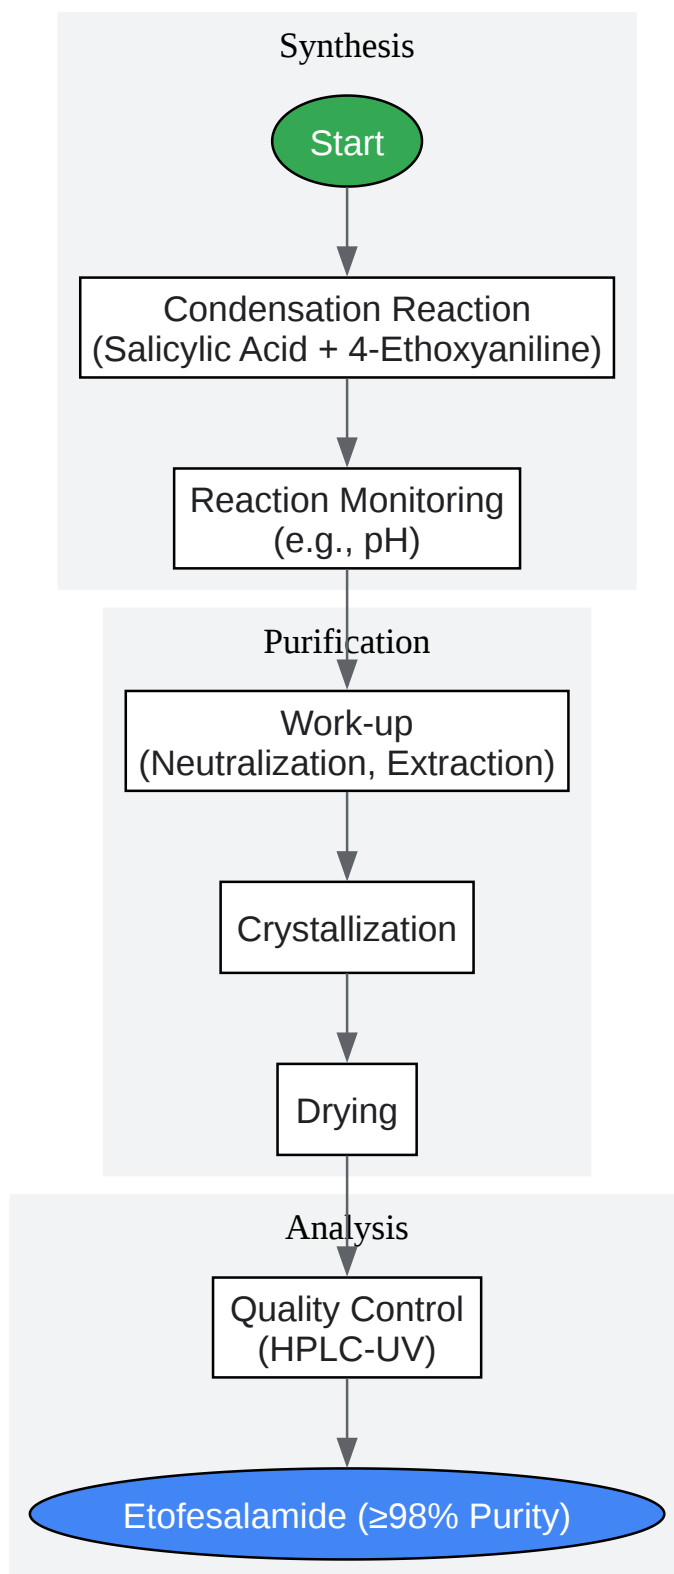 Synthesis
Start
Condensation Reaction
(Salicylic Acid + 4-Ethoxyaniline)
Reaction Monitoring
(e.g., pH)
Purification
Work-up
(Neutralization, Extraction)
Crystallization
Drying
Analysis
Quality Control
(HPLC-UV)
Etofesalamide (≥98% Purity)